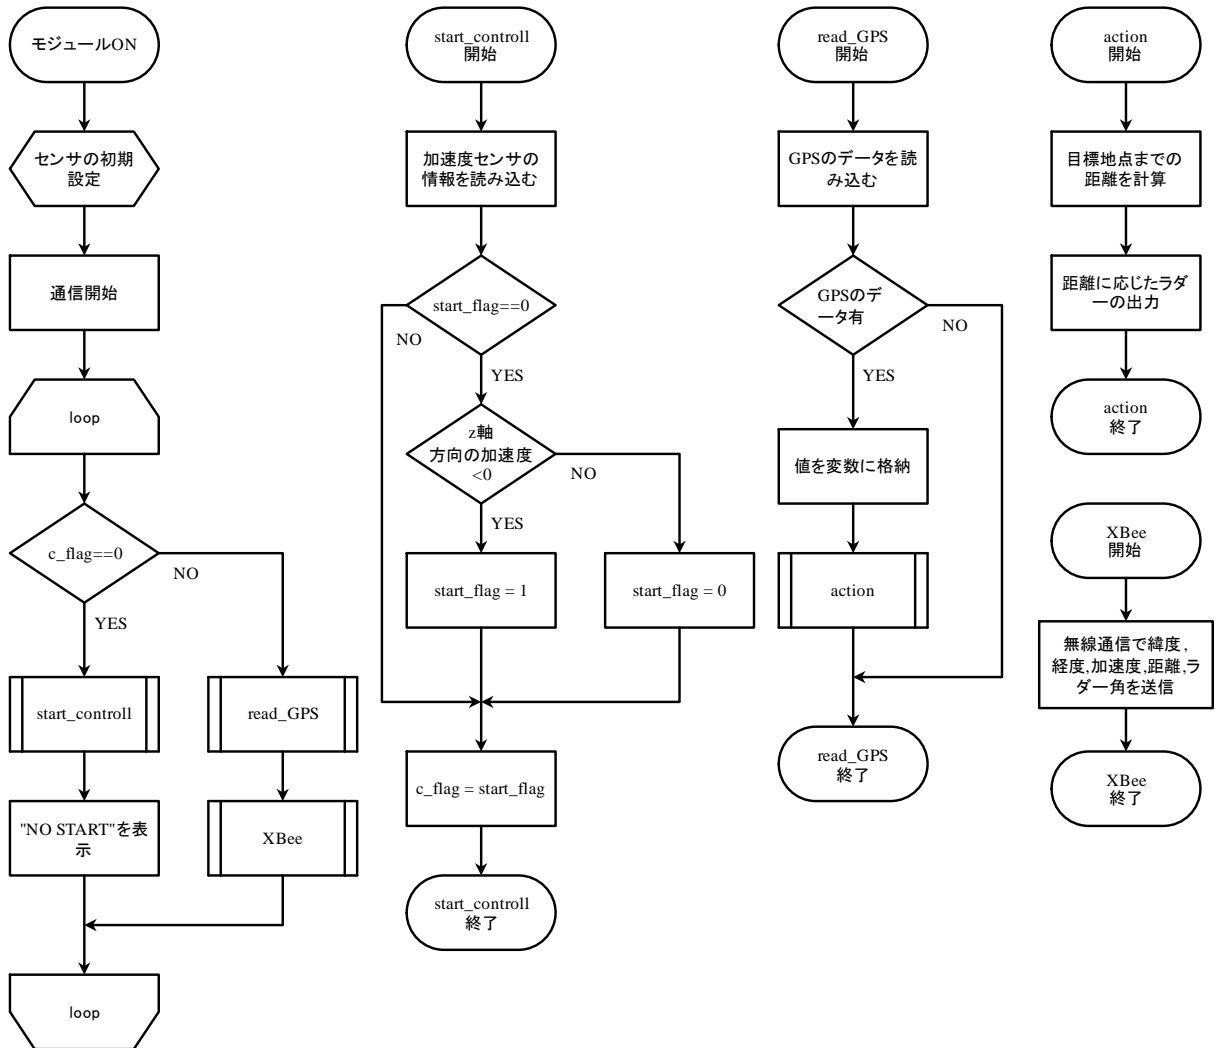 モジュールON
センサの初期
設定
通信開始
loop
c_flag==0
NO
YES
start_controll
read_GPS
"NO START"を表
示
XBee
loop
start_controll
開始
加速度センサの
情報を読み込む
start_flag==0
NO
YES
z軸
方向の加速度
<0
NO
YES
start_flag = 1
start_flag = 0
c_flag = start_flag
start_controll
終了
read_GPS
開始
GPSのデータを読
み込む
GPSのデ
ータ有
NO
YES
値を変数に格納
action
read_GPS
終了
action
開始
目標地点までの
距離を計算
距離に応じたラダ
ーの出力
action
終了
XBee
開始
無線通信で緯度,
経度,加速度,距離,ラ
ダー角を送信
XBee
終了